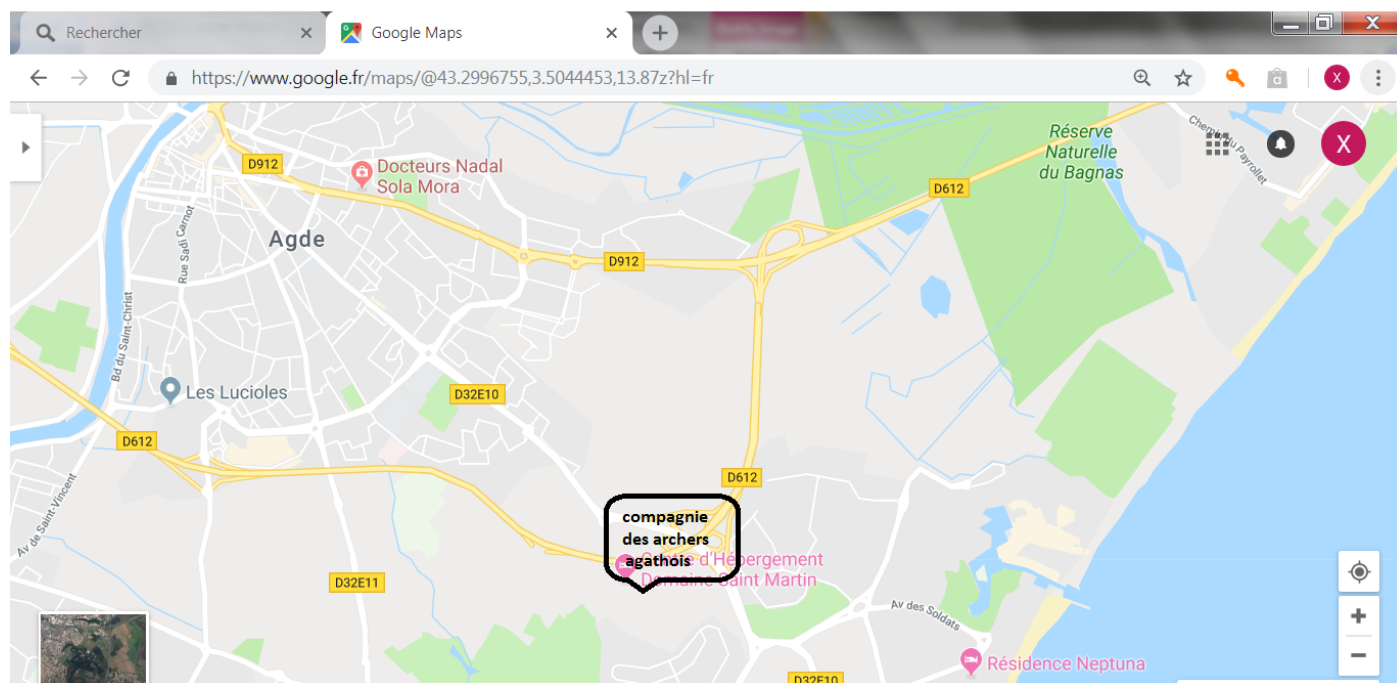 Rechercher
Google Maps
https://www.google.fr/maps/@43.2996755,3.5044453,13.87z?hl=fr
X
D912
Docteurs Nadal
Sola Mora
Agde
Rue Sadi Carnot
Bd du Saint-Christ
D912
D612
Réserve
Naturelle
du Bagnas
Chemin du Payrollet
X
Les Lucioles
D32E10
D612
Av de Saint-Vincent
D612
compagnie
des archers
agathois
Centre d'Hébergement
Domaine Saint Martin
D32E11
Av des Soldats
Résidence Neptuna
D32E10